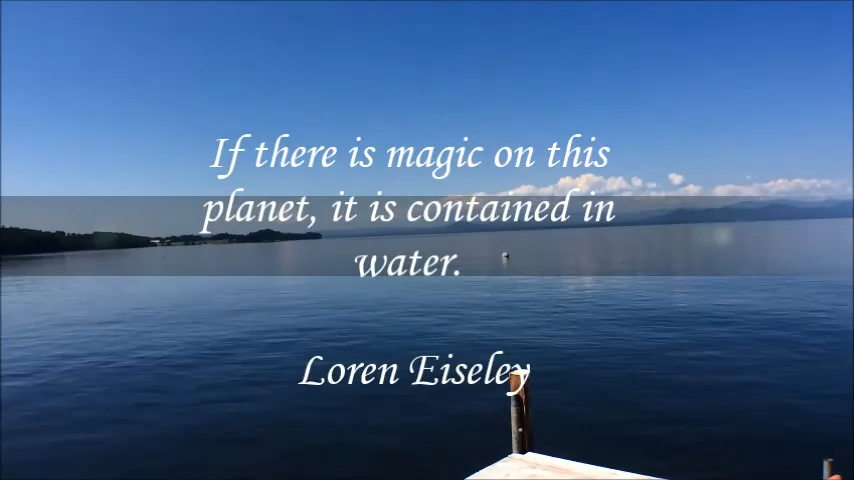 If there is magic on this
planet, it is contained in
water.
Loren Eiseley